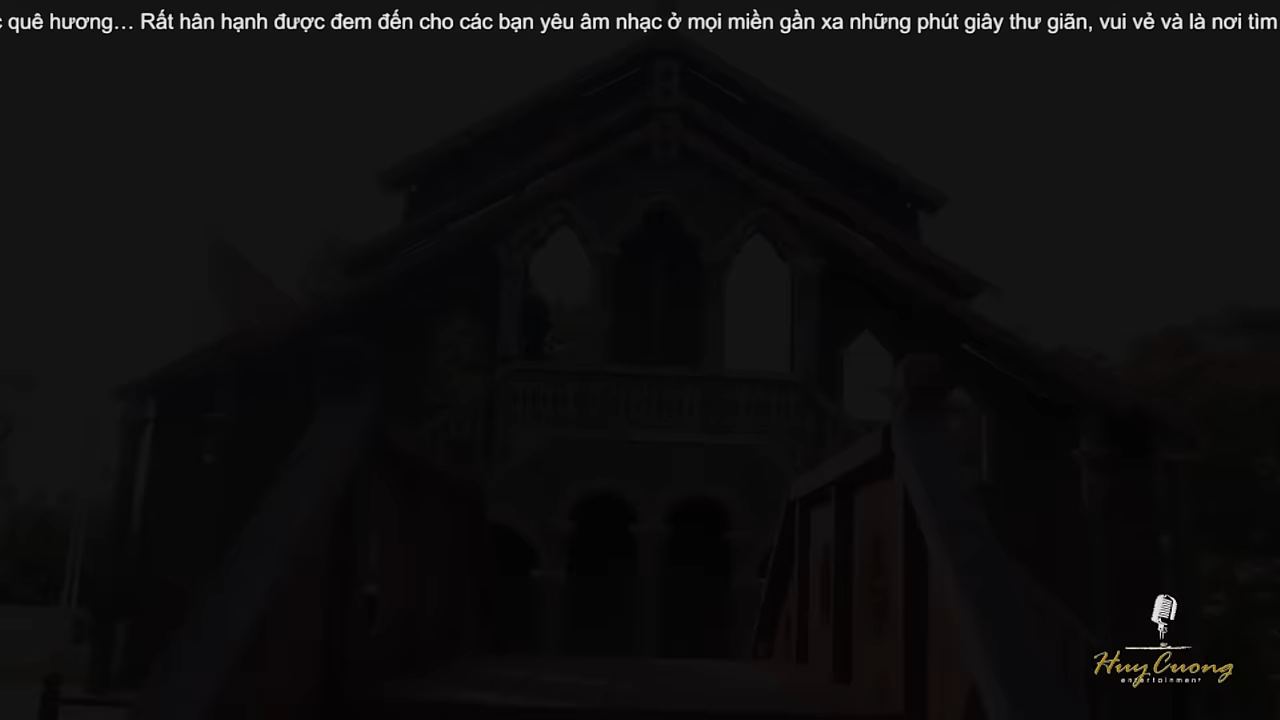 quê hương… Rất hân hạnh được đem đến cho các bạn yêu âm nhạc ở mọi miền gần xa những phút giây thư giãn, vui vẻ và là nơi tìm
Huy Cuong
entertainment